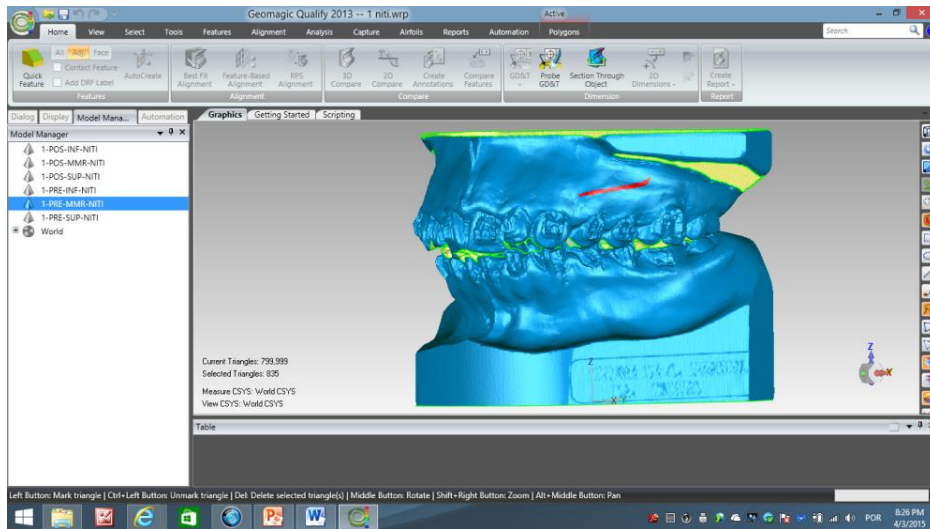 Geomagic Qualify 2013 -- 1 niti.wrp
Active
Home View Select Tools Features Alignment Analysis Capture Airfoils Reports Automation Polygons
Search
All Adj Face
Contact Feature
Add DRF Label
Quick Feature
AutoCreate
Best Fit Alignment
Feature-Based Alignment
RPS Alignment
3D Compare
2D Compare
Create Annotations
Compare Features
GD&T
Probe GD&T
Section Through Object
2D Dimensions
Create Report
Features
Alignment
Compare
Dimension
Report
Dialog Display Model Mana... Automation
Graphics Getting Started Scripting
Model Manager
1-POS-INF-NITI
1-POS-MMR-NITI
1-POS-SUP-NITI
1-PRE-INF-NITI
1-PRE-MMR-NITI
1-PRE-SUP-NITI
World
Current Triangles: 799,999
Selected Triangles: 835
Measure CSYS: World CSYS
View CSYS: World CSYS
Z
X
Z
X Y
Table
Left Button: Mark triangle | Ctrl+Left Button: Unmark triangle | Del: Delete selected triangle(s) | Middle Button: Rotate | Shift+Right Button: Zoom | Alt+Middle Button: Pan
POR
8:26 PM
4/3/2015